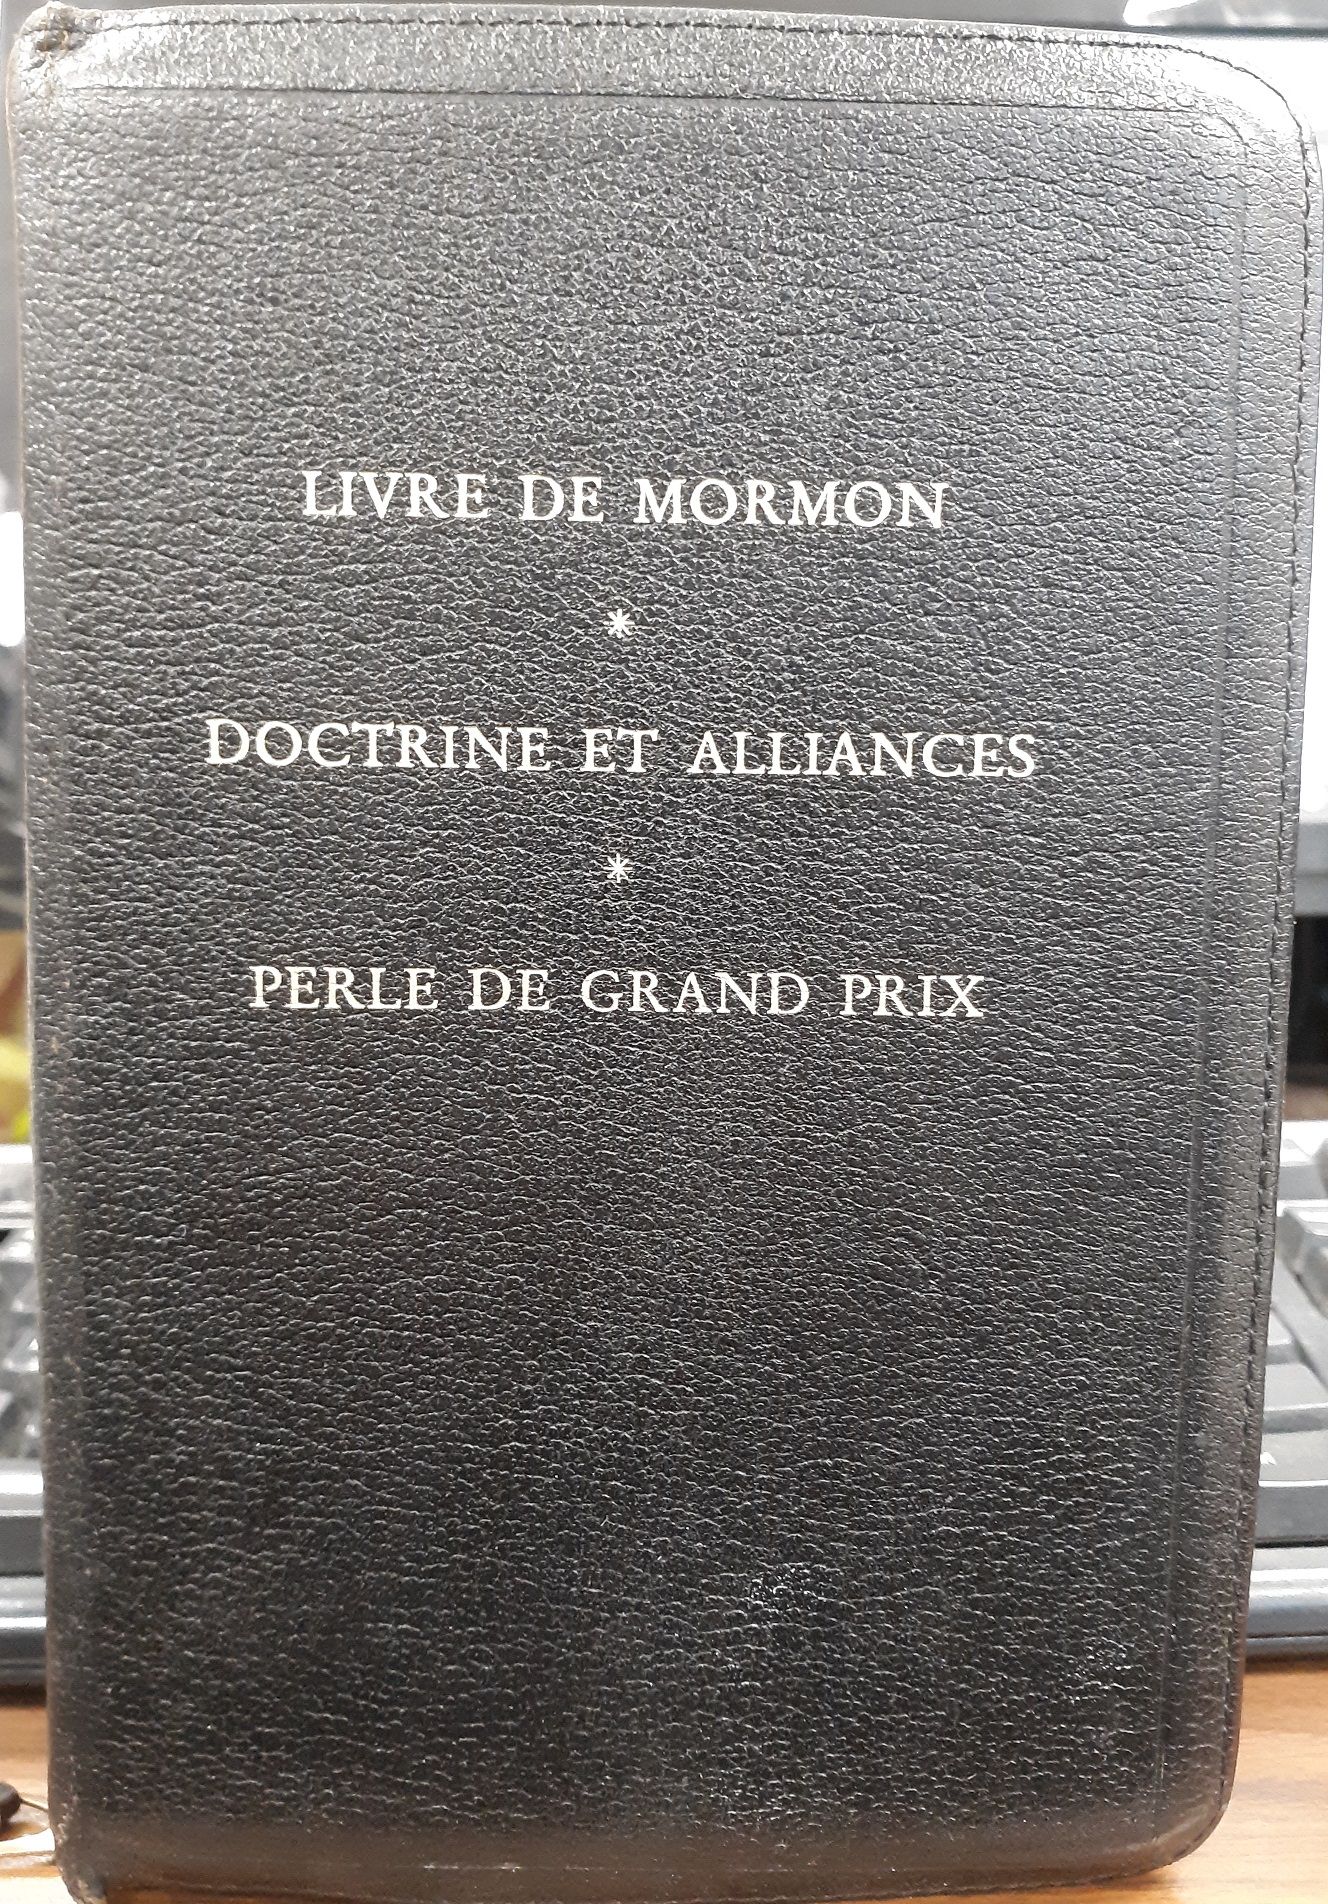 LIVRE DE MORMON
*
DOCTRINE ET ALLIANCES
*
PERLE DE GRAND PRIX